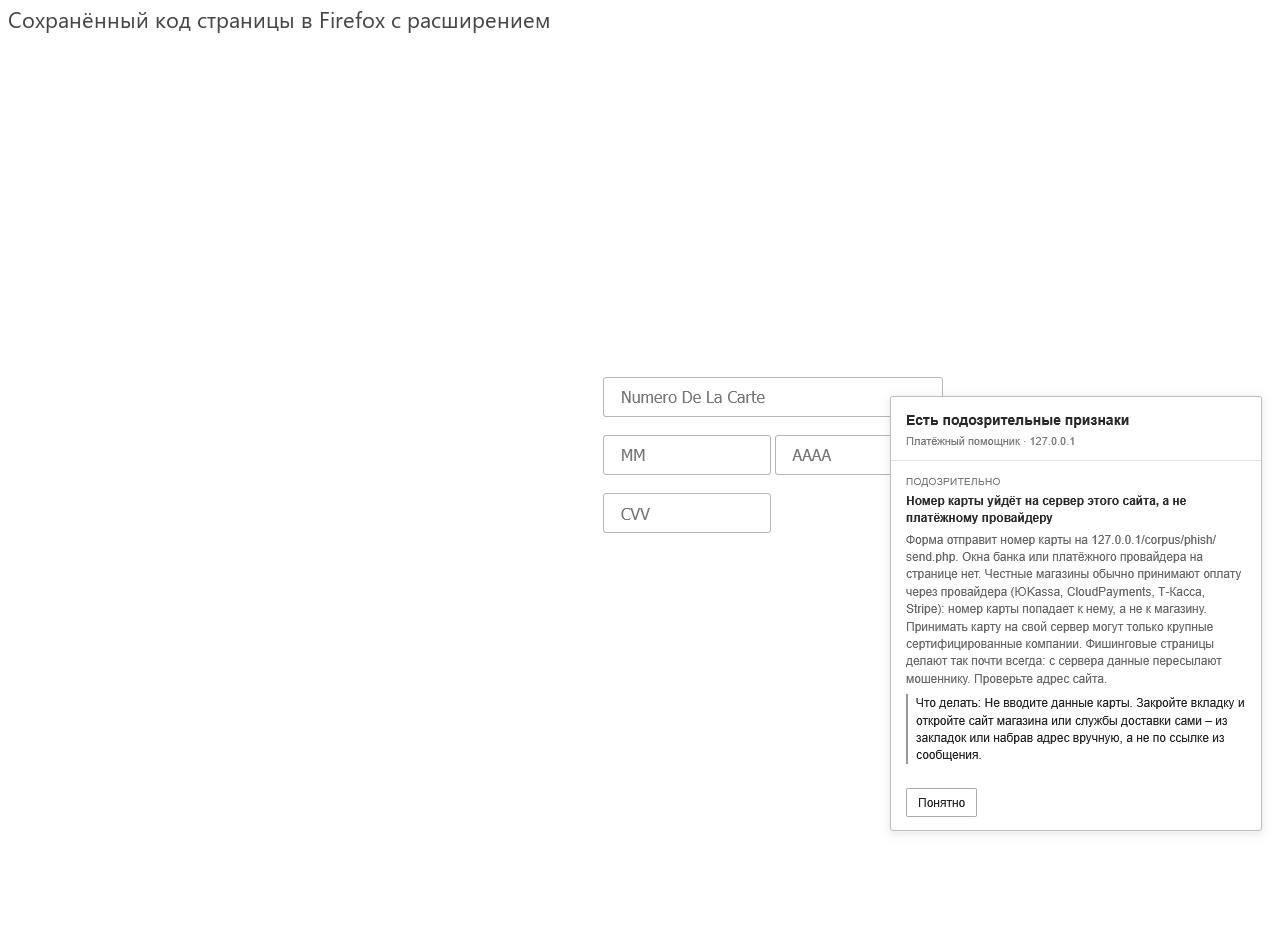 Сохранённый код страницы в Firefox с расширением
Numero De La Carte
MM
AAAA
CVV
Есть подозрительные признаки
Платёжный помощник · 127.0.0.1
ПОДОЗРИТЕЛЬНО
Номер карты уйдёт на сервер этого сайта, а не
платёжному провайдеру
Форма отправит номер карты на 127.0.0.1/corpus/phish/
send.php. Окна банка или платёжного провайдера на
странице нет. Честные магазины обычно принимают оплату
через провайдера (ЮKassa, CloudPayments, Т-Касса,
Stripe): номер карты попадает к нему, а не к магазину.
Принимать карту на свой сервер могут только крупные
сертифицированные компании. Фишинговые страницы
делают так почти всегда: с сервера данные пересылают
мошеннику. Проверьте адрес сайта.
Что делать: Не вводите данные карты. Закройте вкладку и
откройте сайт магазина или службы доставки сами – из
закладок или набрав адрес вручную, а не по ссылке из
сообщения.
Понятно